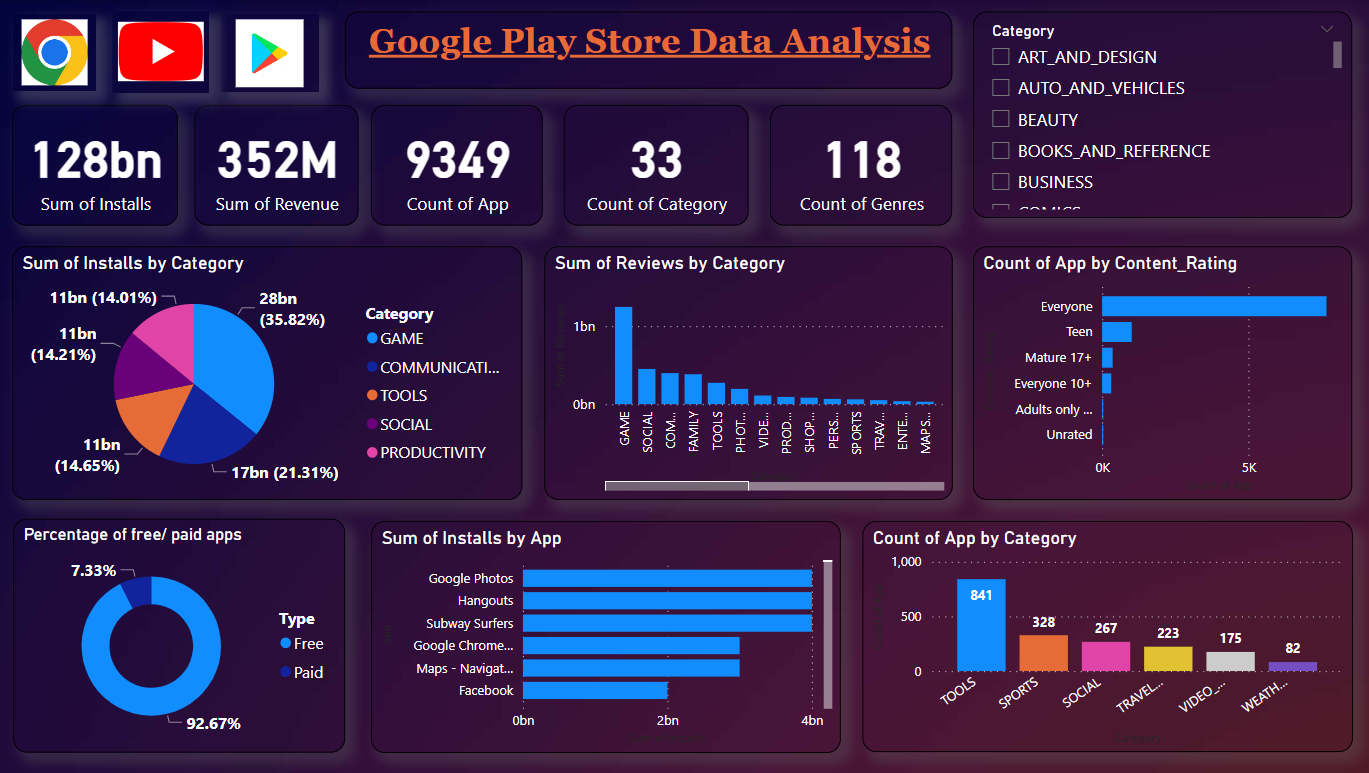 Google Play Store Data Analysis
Category
ART_AND_DESIGN
AUTO_AND_VEHICLES
BEAUTY
BOOKS_AND_REFERENCE
BUSINESS
COMICS
128bn
Sum of Installs
352M
Sum of Revenue
9349
Count of App
33
Count of Category
118
Count of Genres
Sum of Installs by Category
11bn (14.01%)
28bn
(35.82%)
11bn
(14.21%)
11bn
(14.65%)
17bn (21.31%)
Category
GAME
COMMUNICATI...
TOOLS
SOCIAL
PRODUCTIVITY
Sum of Reviews by Category
Sum of Reviews
1bn
0bn
GAME
SOCIAL
COM...
FAMILY
TOOLS
PHOT...
VIDE...
PROD...
SHOP...
PERS...
SPORTS
TRAV...
ENTE...
MAPS...
Count of App by Content_Rating
Everyone
Teen
Mature 17+
Everyone 10+
Adults only ...
Unrated
0K
5K
Percentage of free/ paid apps
7.33%
92.67%
Type
Free
Paid
Sum of Installs by App
Google Photos
Hangouts
Subway Surfers
Google Chrome...
Maps - Navigat...
Facebook
0bn
2bn
4bn
Count of App by Category
1,000
500
0
841
328
267
223
175
82
TOOLS
SPORTS
SOCIAL
TRAVEL...
VIDEO_...
WEATH...
Category